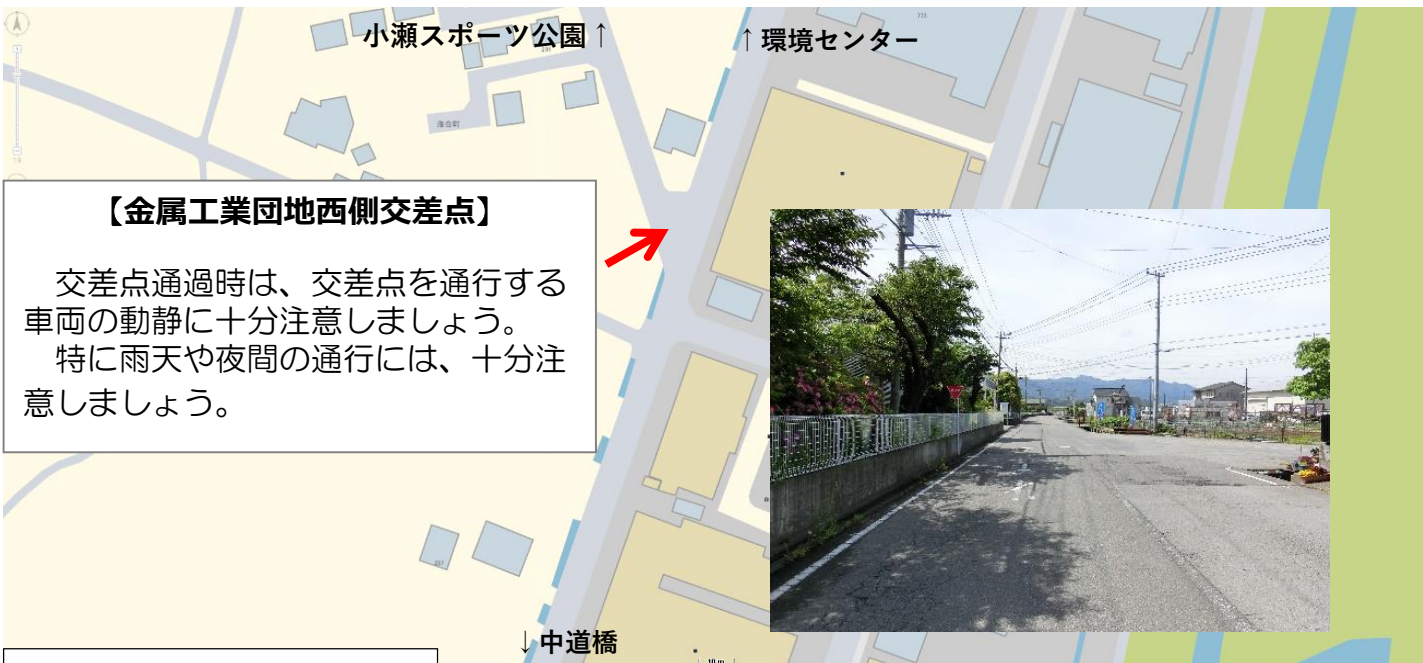 小瀬スポーツ公園↑
↑環境センター
落合町
【金属工業団地西側交差点】
交差点通過時は、交差点を通行する
車両の動静に十分注意しましょう。
特に雨天や夜間の通行には、十分注
意しましょう。
↓中道橋
10m